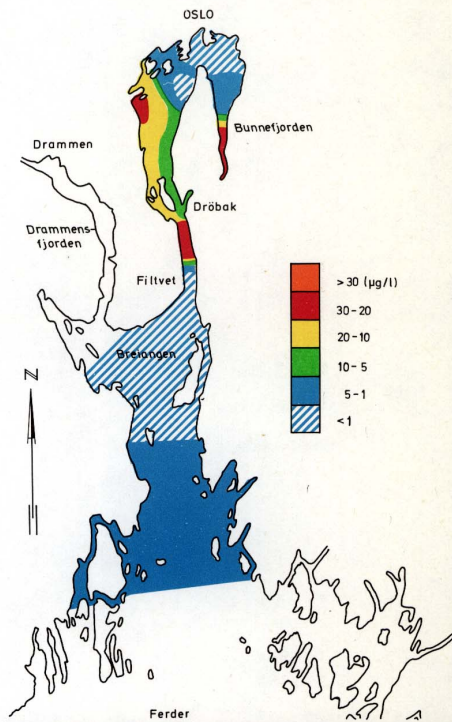 OSLO
Bunnefjorden
Drammen
Dröbak
Drammens-
fjorden
Filtvet
> 30 (µg/l)
30 - 20
20 - 10
10 - 5
5 - 1
< 1
Breiangen
N
Ferder